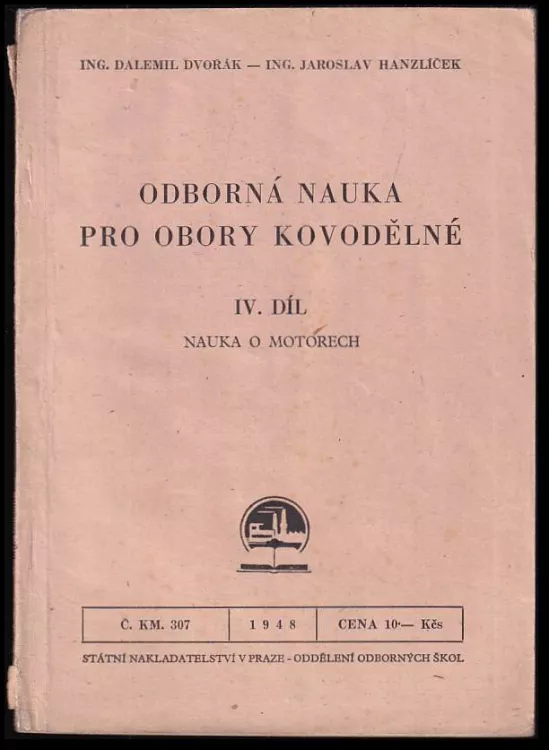 ING. DALEMIL DVOŘÁK — ING. JAROSLAV HANZLÍČEK
ODBORNÁ NAUKA
PRO OBORY KOVODĚLNÉ
IV. DÍL
NAUKA O MOTORECH
Č. KM. 307 1948 CENA 10·— Kčs
STÁTNÍ NAKLADATELSTVÍ V PRAZE - ODDĚLENÍ ODBORNÝCH ŠKOL